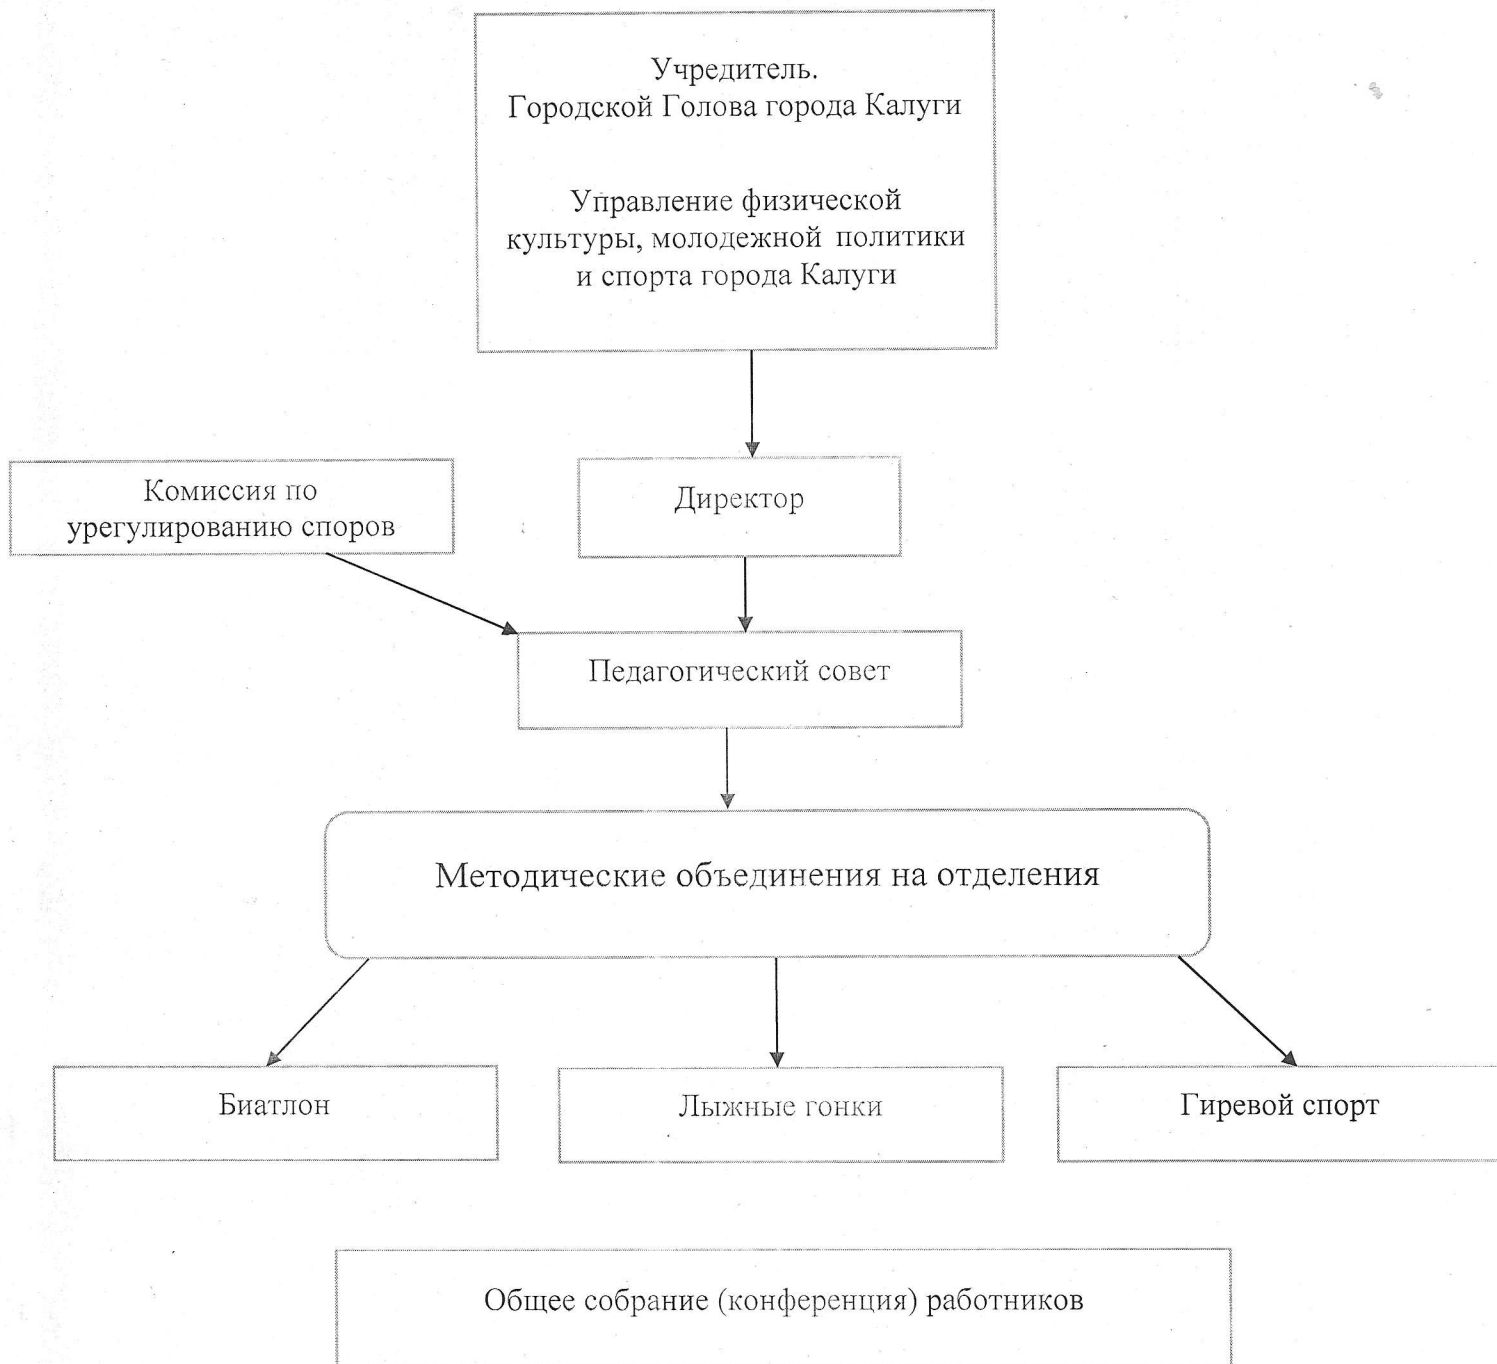 Учредитель.
Городской Голова города Калуги
Управление физической
культуры, молодежной политики
и спорта города Калуги
Комиссия по
урегулированию споров
Директор
Педагогический совет
Методические объединения на отделения
Биатлон
Лыжные гонки
Гиревой спорт
Общее собрание (конференция) работников